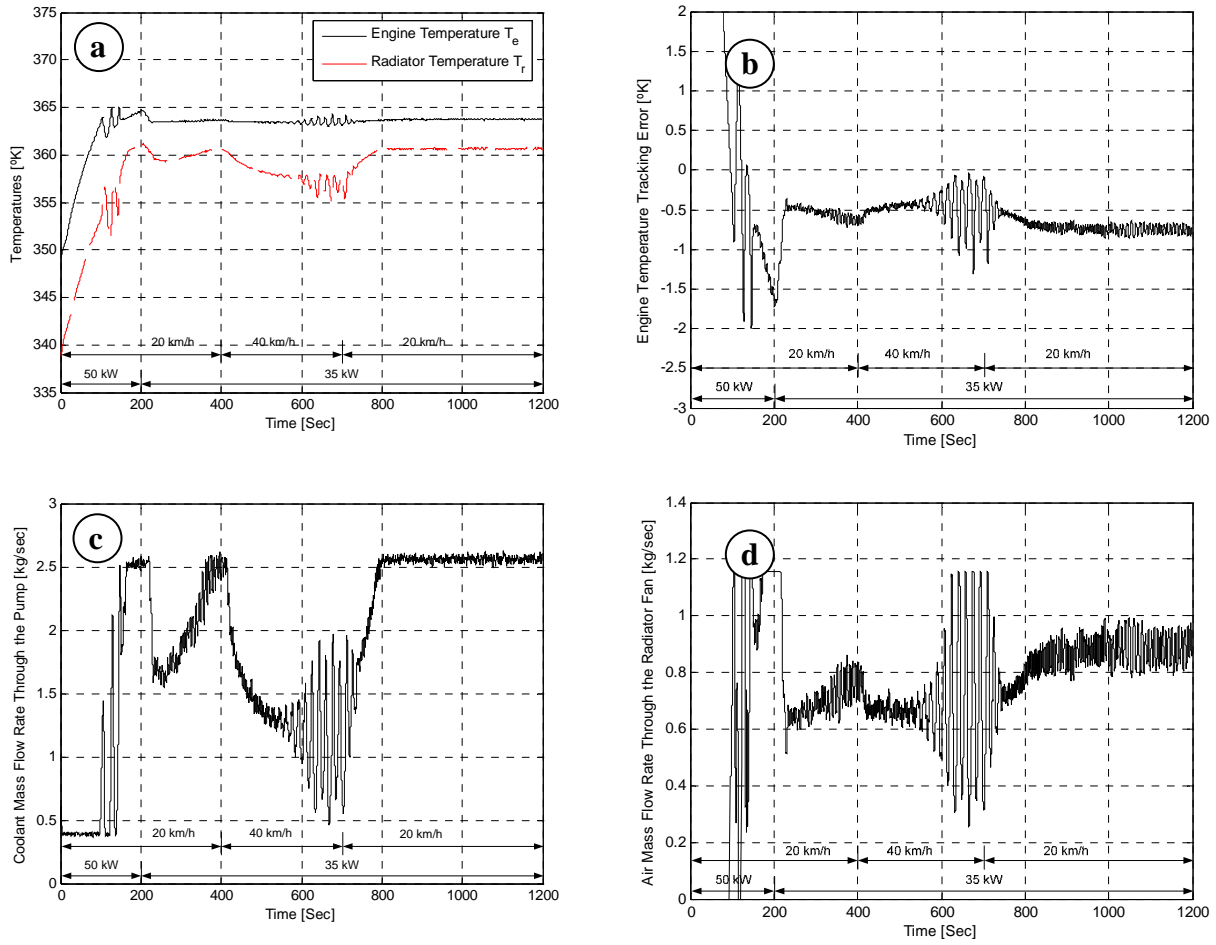 a
Engine Temperature T_e
Radiator Temperature T_r
Temperatures [ºK]
375
370
365
360
355
350
345
340
335
20 km/h
40 km/h
20 km/h
50 kW
35 kW
0
200
400
600
800
1000
1200
Time [Sec]
b
Engine Temperature Tracking Error [ºK]
2
1.5
1
0.5
0
-0.5
-1
-1.5
-2
-2.5
-3
20 km/h
40 km/h
20 km/h
50 kW
35 kW
0
200
400
600
800
1000
1200
Time [Sec]
c
Coolant Mass Flow Rate Through the Pump [kg/sec]
3
2.5
2
1.5
1
0.5
0
20 km/h
40 km/h
20 km/h
50 kW
35 kW
0
200
400
600
800
1000
1200
Time [Sec]
d
Air Mass Flow Rate Through the Radiator Fan [kg/sec]
1.4
1.2
1
0.8
0.6
0.4
0.2
0
20 km/h
40 km/h
20 km/h
50 kW
35 kW
0
200
400
600
800
1000
1200
Time [Sec]